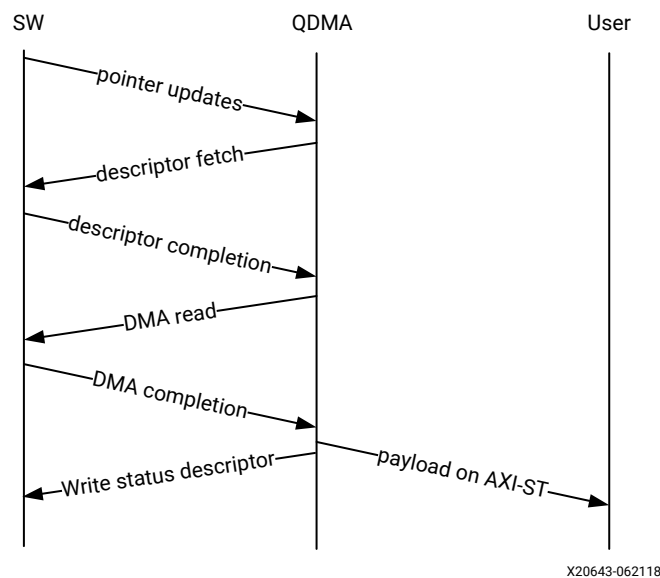 SW QDMA User
pointer updates
descriptor fetch
descriptor completion
DMA read
DMA completion
payload on AXI-ST
Write status descriptor
X20643-062118